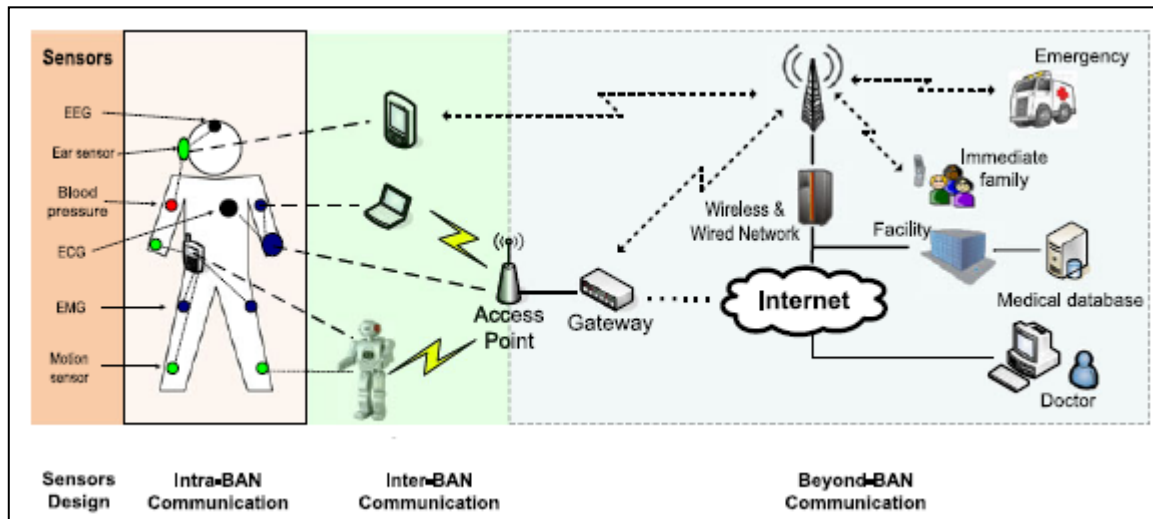 Sensors
EEG
Ear sensor
Blood
pressure
ECG
EMG
Motion
sensor
Access
Point
Gateway
Wireless &
Wired Network
Internet
Emergency
Immediate
family
Facility
Medical database
Doctor
Sensors
Design
Intra-BAN
Communication
Inter-BAN
Communication
Beyond-BAN
Communication